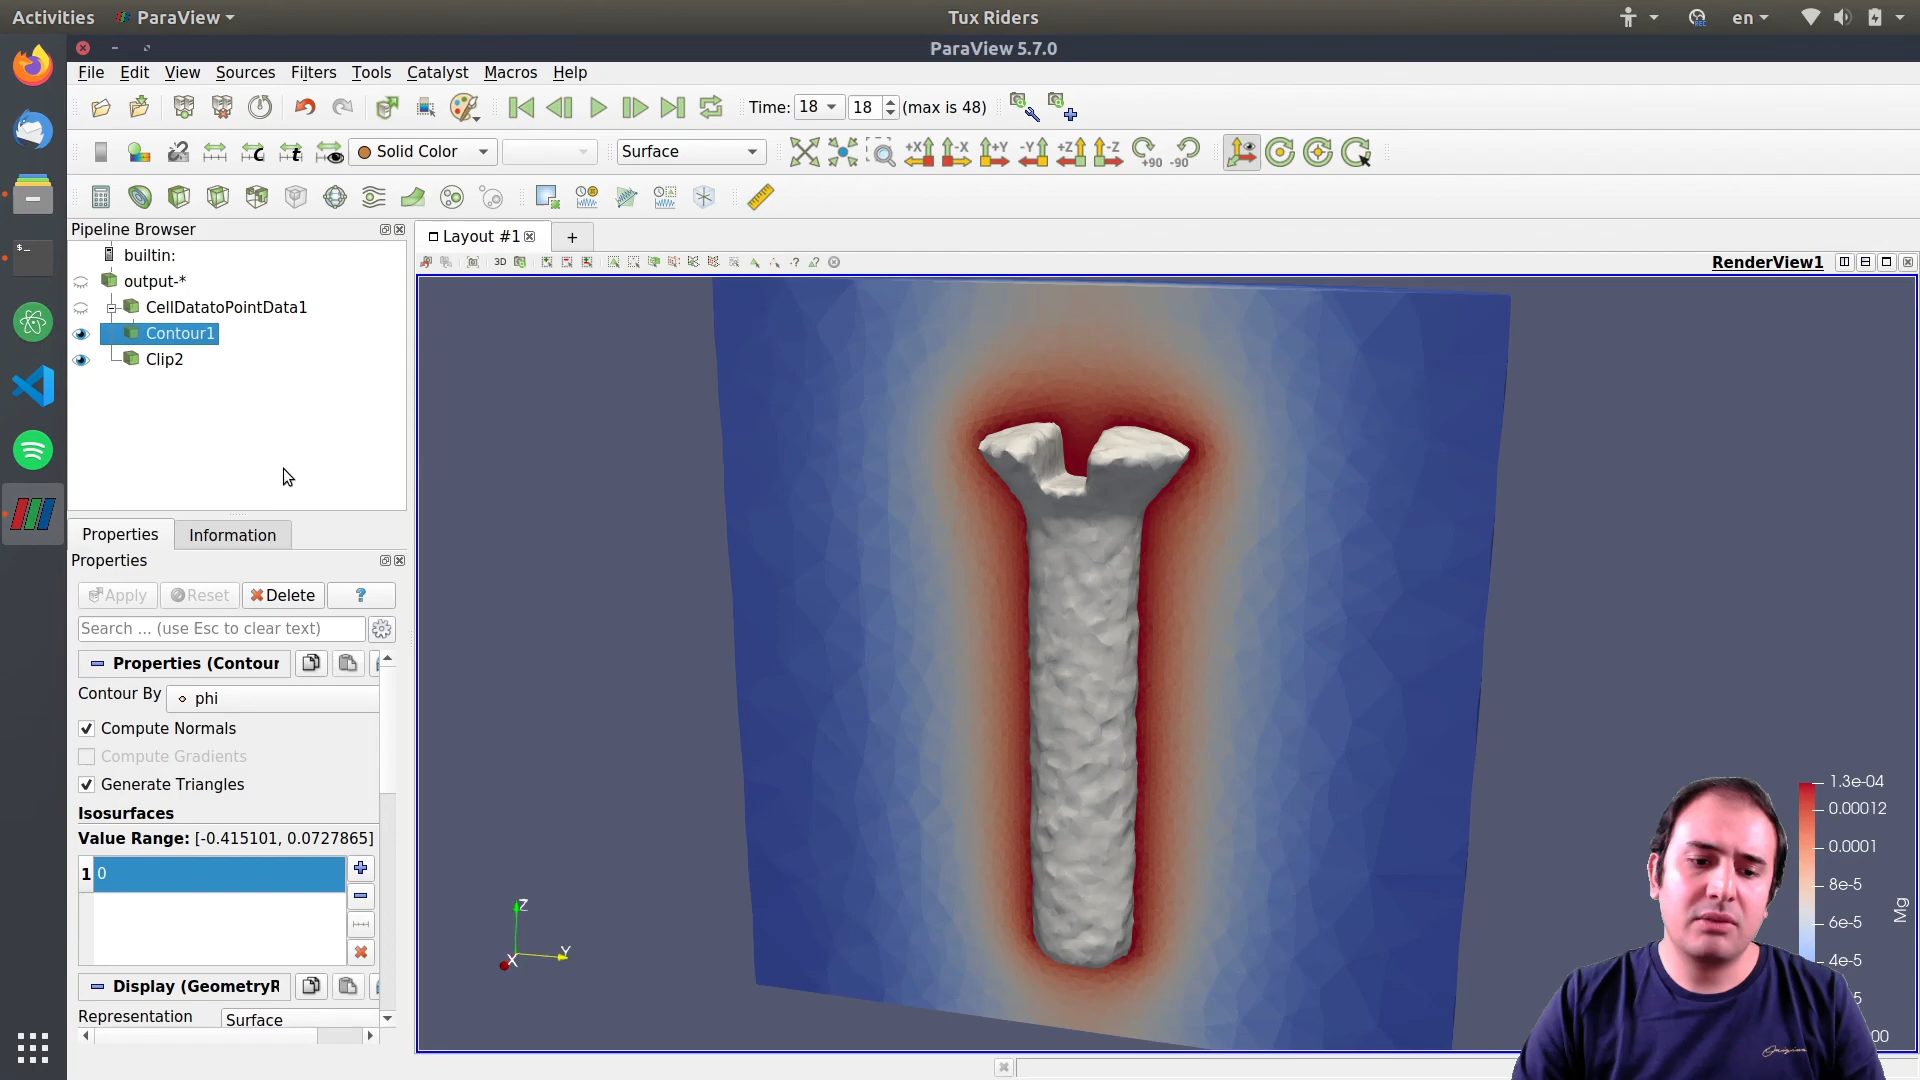 Activities ParaView Tux Riders en
ParaView 5.7.0
File Edit View Sources Filters Tools Catalyst Macros Help
Time: 18 18 (max is 48)
Solid Color Surface +X -X +Y -Y +Z -Z +90 -90
Pipeline Browser
builtin:
output-*
CellDatatoPointData1
Contour1
Clip2
Layout #1 +
3D RenderView1
Properties Information
Properties
Apply Reset Delete ?
Search ... (use Esc to clear text)
Properties (Contour
Contour By phi
Compute Normals
Compute Gradients
Generate Triangles
Isosurfaces
Value Range: [-0.415101, 0.0727865]
1 0
Display (GeometryR
Representation Surface
Z
Y
X
1.3e-04
0.00012
0.0001
8e-5
6e-5
4e-5
Mg